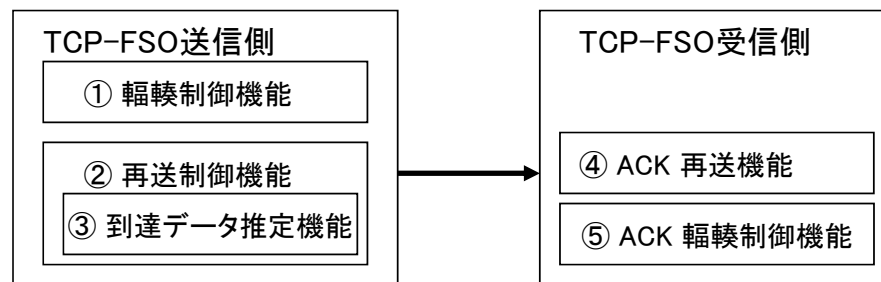 TCP-FSO送信側
① 輻輳制御機能
② 再送制御機能
③ 到達データ推定機能
TCP-FSO受信側
④ ACK 再送機能
⑤ ACK 輻輳制御機能